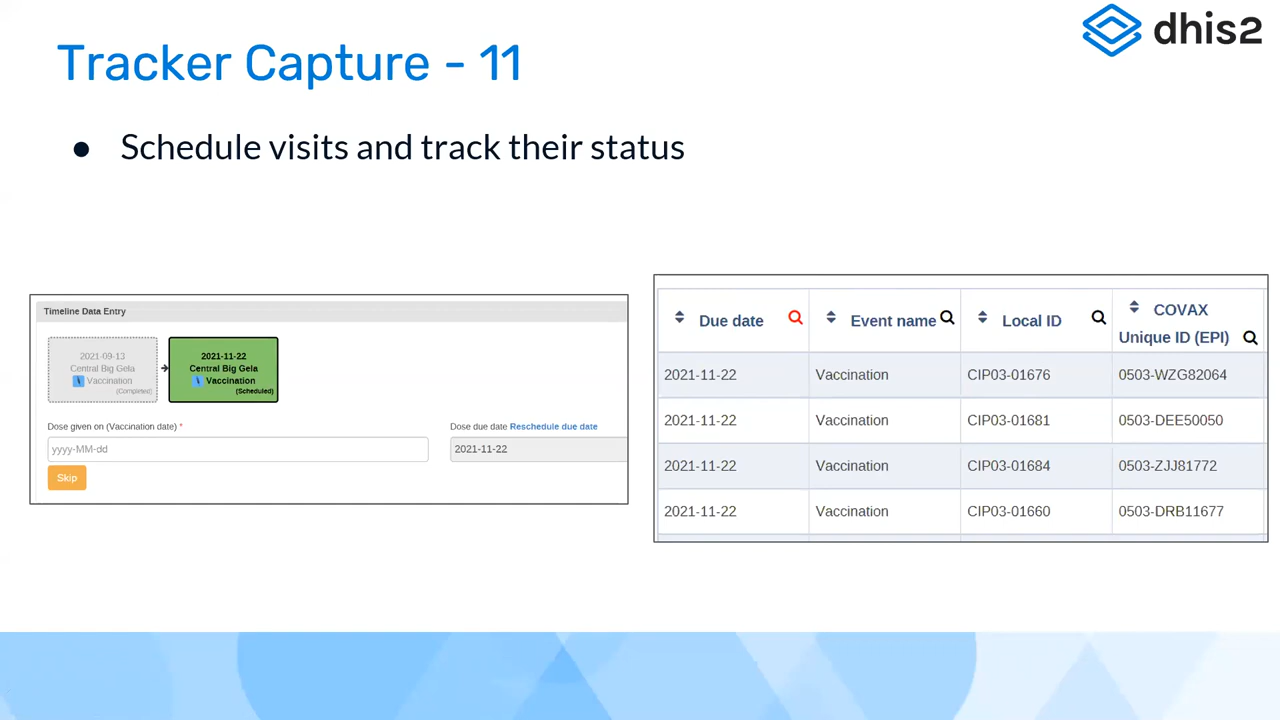 dhis2
Tracker Capture - 11
● Schedule visits and track their status
Timeline Data Entry
2021-09-13
Central Big Gela
Vaccination
(Completed)
2021-11-22
Central Big Gela
Vaccination
(Scheduled)
Dose given on (Vaccination date) *
yyyy-MM-dd
Skip
Dose due date Reschedule due date
2021-11-22
Due date Event name Local ID COVAX
Unique ID (EPI)
2021-11-22 Vaccination CIP03-01676 0503-WZG82064
2021-11-22 Vaccination CIP03-01681 0503-DEE50050
2021-11-22 Vaccination CIP03-01684 0503-ZJJ81772
2021-11-22 Vaccination CIP03-01660 0503-DRB11677